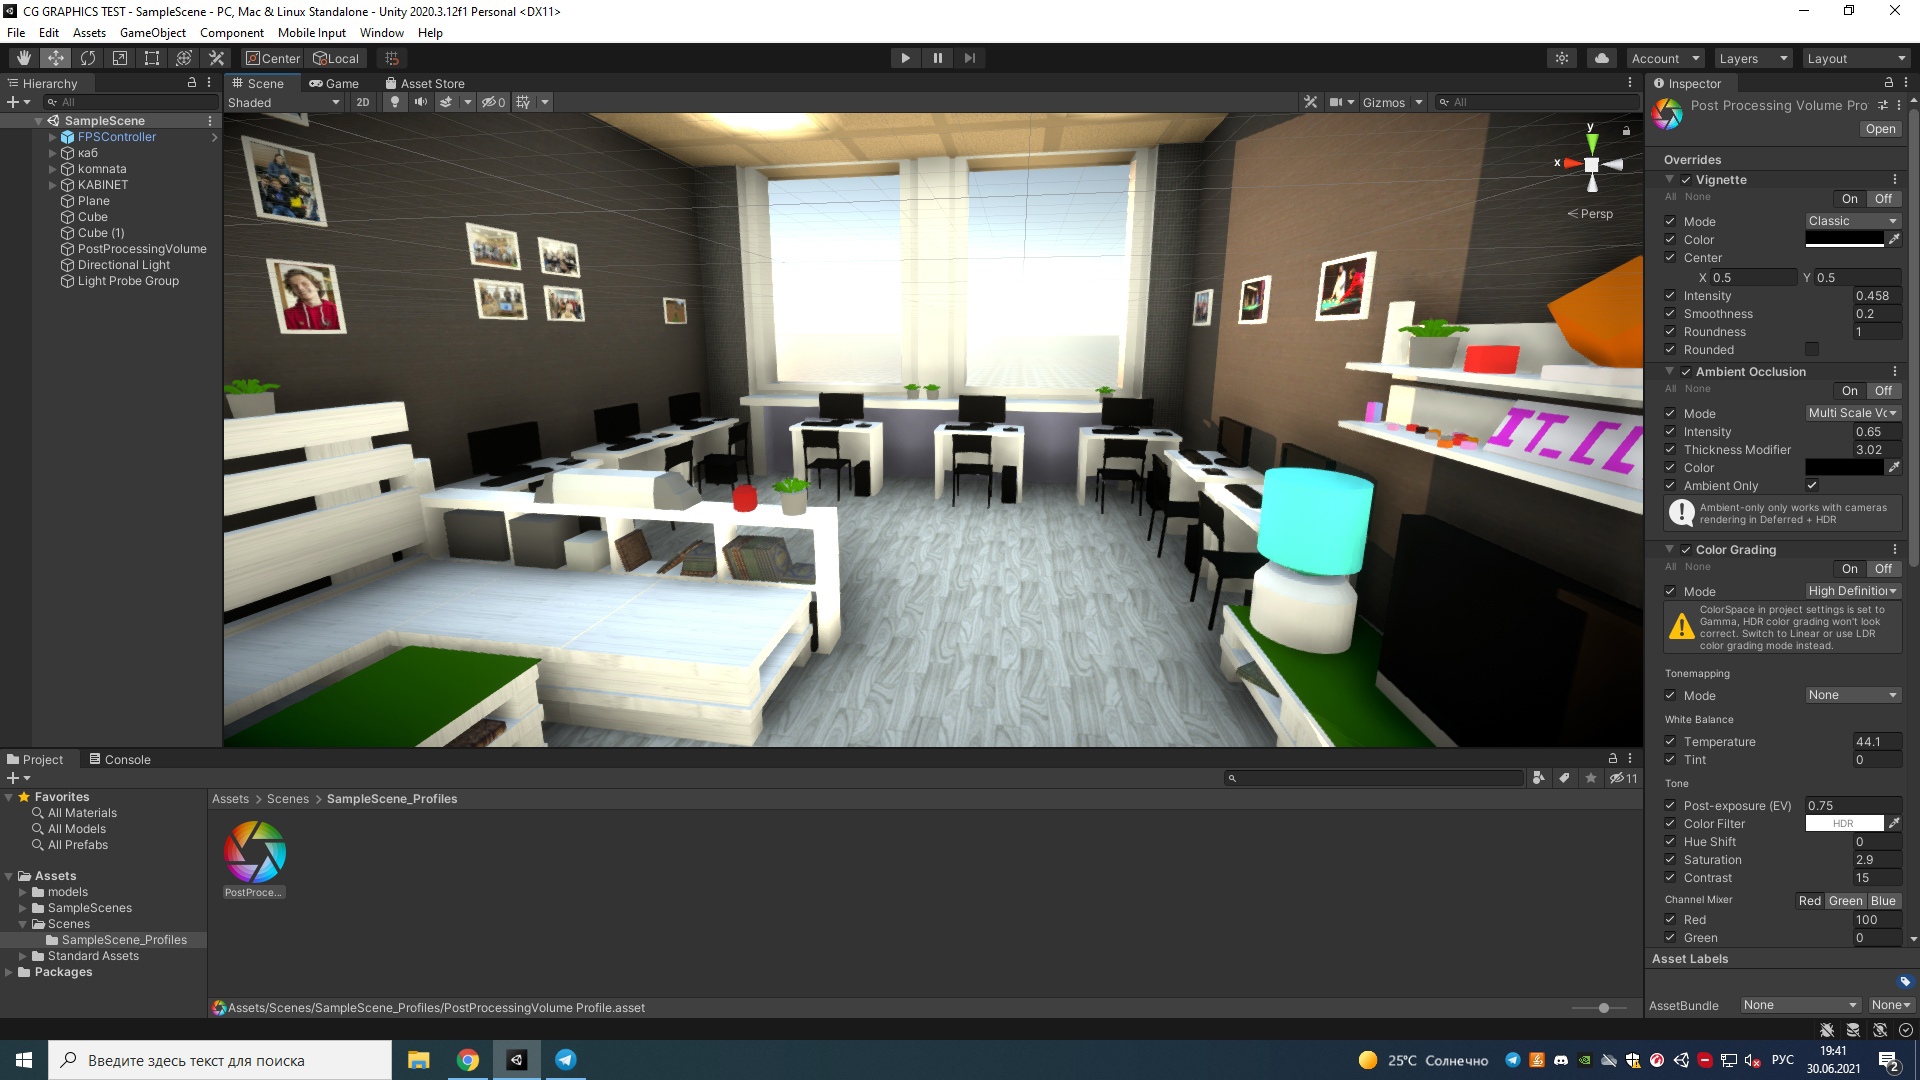 CG GRAPHICS TEST - SampleScene - PC, Mac & Linux Standalone - Unity 2020.3.12f1 Personal <DX11>
File Edit Assets GameObject Component Mobile Input Window Help
Center Local
Account Layers Layout
Hierarchy
All
SampleScene
FPSController
каб
komnata
KABINET
Plane
Cube
Cube (1)
PostProcessingVolume
Directional Light
Light Probe Group
Scene Game Asset Store
Shaded 2D 0 Gizmos All
y
x
Persp
Inspector
Post Processing Volume Pro
Open
Overrides
Vignette
All None On Off
Mode Classic
Color
Center
X 0.5 Y 0.5
Intensity 0.458
Smoothness 0.2
Roundness 1
Rounded
Ambient Occlusion
All None On Off
Mode Multi Scale Vc
Intensity 0.65
Thickness Modifier 3.02
Color
Ambient Only
Ambient-only only works with cameras
rendering in Deferred + HDR
Color Grading
All None On Off
Mode High Definition
ColorSpace in project settings is set to
Gamma, HDR color grading won't look
correct. Switch to Linear or use LDR
color grading mode instead.
Tonemapping
Mode None
White Balance
Temperature 44.1
Tint 0
Tone
Post-exposure (EV) 0.75
Color Filter HDR
Hue Shift 0
Saturation 2.9
Contrast 15
Channel Mixer Red Green Blue
Red 100
Green 0
Asset Labels
AssetBundle None None
Project Console
11
Favorites
All Materials
All Models
All Prefabs
Assets
models
SampleScenes
Scenes
SampleScene_Profiles
Standard Assets
Packages
Assets > Scenes > SampleScene_Profiles
PostProce...
Assets/Scenes/SampleScene_Profiles/PostProcessingVolume Profile.asset
Введите здесь текст для поиска
25°C Солнечно
РУС
19:41
30.06.2021
2